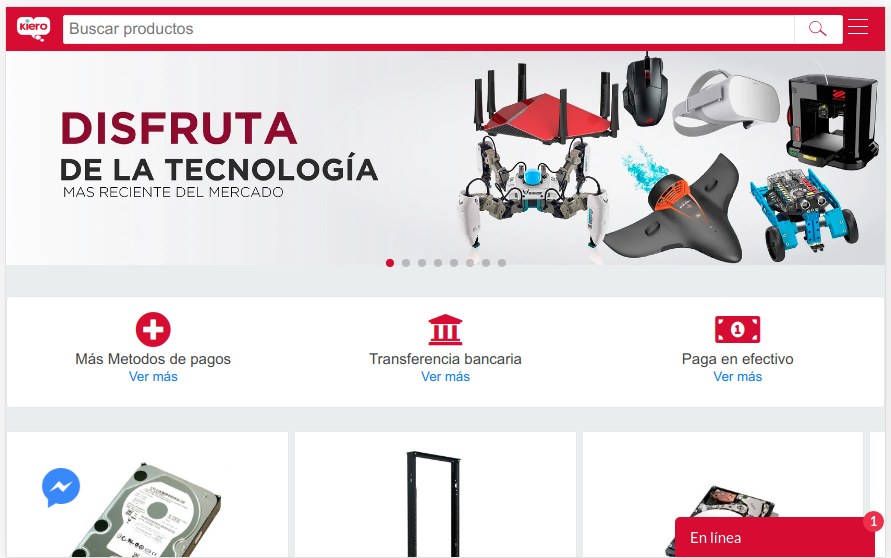 kiero
Buscar productos
DISFRUTA
DE LA TECNOLOGÍA
MAS RECIENTE DEL MERCADO
Más Metodos de pagos
Ver más
Transferencia bancaria
Ver más
1
Paga en efectivo
Ver más
En línea
1